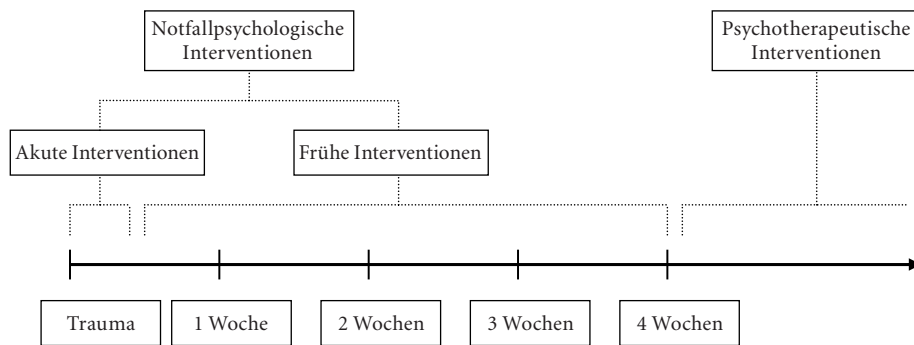 Notfallpsychologische
Interventionen
Psychotherapeutische
Interventionen
Akute Interventionen
Frühe Interventionen
Trauma
1 Woche
2 Wochen
3 Wochen
4 Wochen